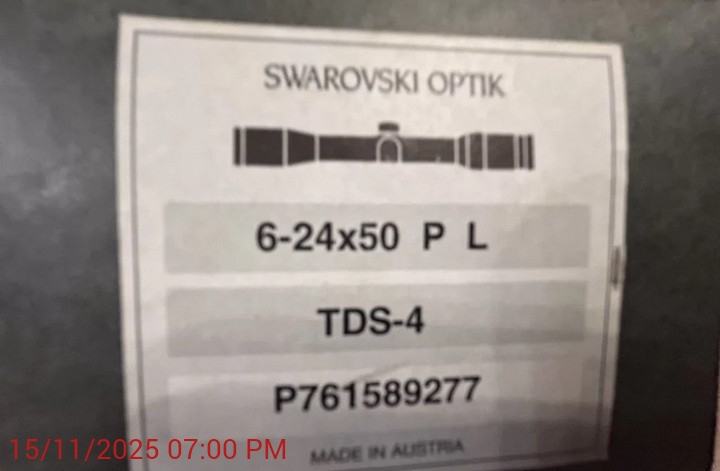 SWAROVSKI OPTIK
6-24x50 P L
TDS-4
P761589277
MADE IN AUSTRIA
15/11/2025 07:00 PM